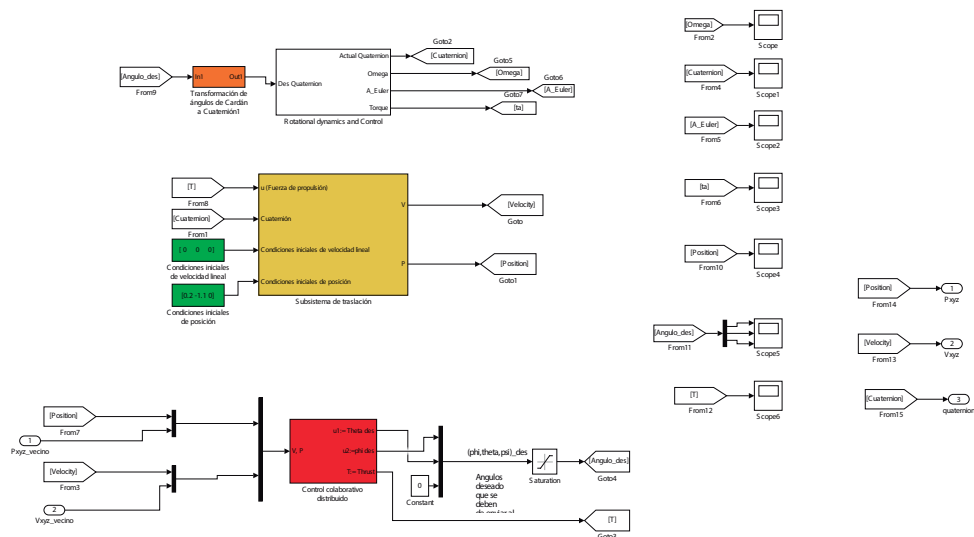 Goto2
[Cuaternion]
Actual Quaternion
Goto5
Omega
[Omega]
Goto6
A_Euler
[A_Euler]
Goto7
Torque
[ta]
[Angulo_des]
From9
In1
Out1
Transformación de
ángulos de Cardán
a Cuaternión1
Des Quaternion
Rotational dynamics and Control
[T]
From8
u (Fuerza de propulsión)
[Cuaternion]
From1
Cuaternión
[ 0 0 0]
Condiciones iniciales de velocidad lineal
Condiciones iniciales
de velocidad lineal
[0.2 -1.1 0]
Condiciones iniciales de posición
Condiciones iniciales
de posición
V
P
Subsistema de traslación
[Velocity]
Goto
[Position]
Goto1
[Position]
From7
1
Pxyz_vecino
[Velocity]
From3
2
Vxyz_vecino
V, P
u1:= Theta des
u2:=phi des
T:= Thrust
Control colaborativo
distribuido
0
Constant
(phi,theta,psi)_des
Angulos
deseado
que se
deben
Saturation
[Angulo_des]
Goto4
[T]
Goto3
[Omega]
From2
Scope
[Cuaternion]
From4
Scope1
[A_Euler]
From5
Scope2
[ta]
From6
Scope3
[Position]
From10
Scope4
[Angulo_des]
From11
Scope5
[T]
From12
Scope6
[Position]
From14
1
Pxyz
[Velocity]
From13
2
Vxyz
[Cuaternion]
From15
3
quaternion